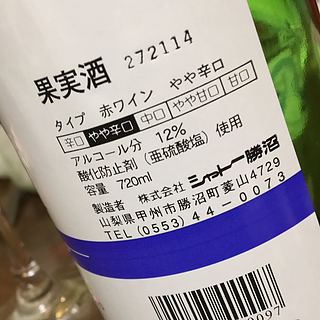 果実酒 272114
タイプ 赤ワイン やや辛口
辛口 やや辛口 中口 やや甘口 甘口
アルコール分 12%
酸化防止剤（亜硫酸塩）使用
容量 720ml
製造者 株式会社 シャトー勝沼
山梨県甲州市勝沼町菱山4729
TEL (0553) 44-0073
0097